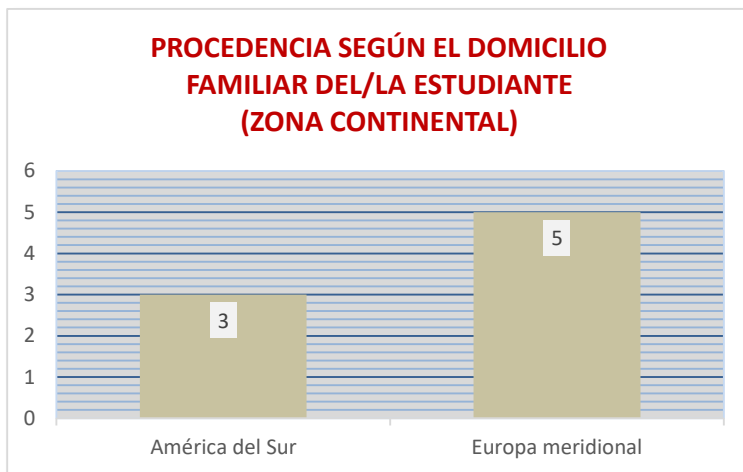 PROCEDENCIA SEGÚN EL DOMICILIO
FAMILIAR DEL/LA ESTUDIANTE
(ZONA CONTINENTAL)
6
5
4
3
2
1
0
3
5
América del Sur
Europa meridional